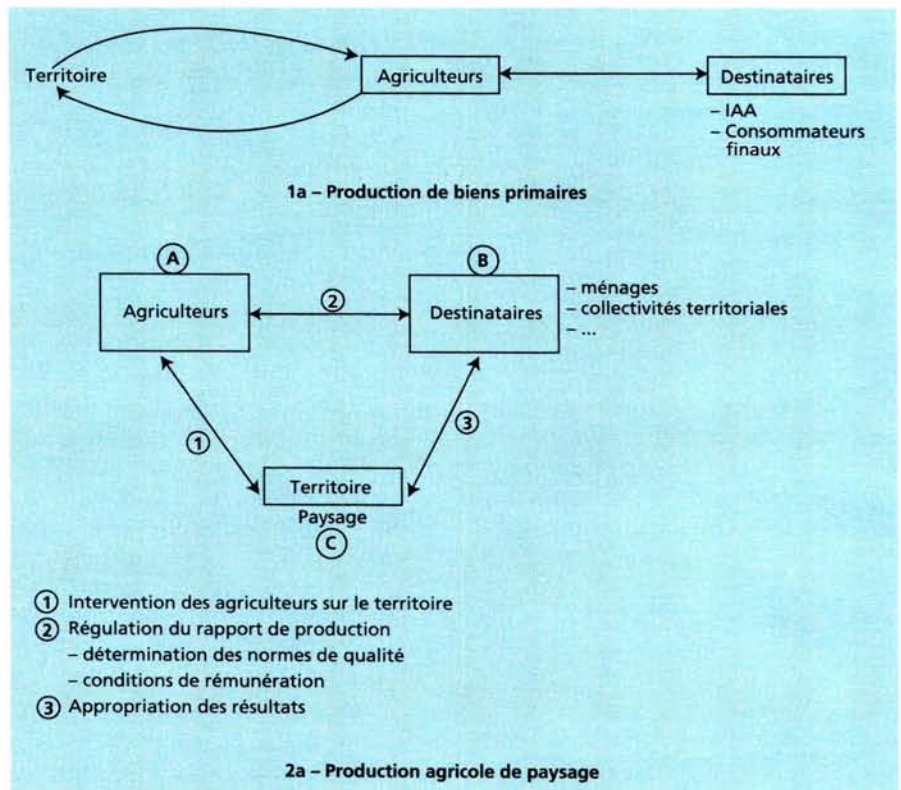 Territoire
Agriculteurs
Destinataires
– IAA
– Consommateurs
finaux
1a – Production de biens primaires
A
B
Agriculteurs
2
Destinataires
– ménages
– collectivités territoriales
– ...
1
3
Territoire
Paysage
C
1 Intervention des agriculteurs sur le territoire
2 Régulation du rapport de production
– détermination des normes de qualité
– conditions de rémunération
3 Appropriation des résultats
2a – Production agricole de paysage